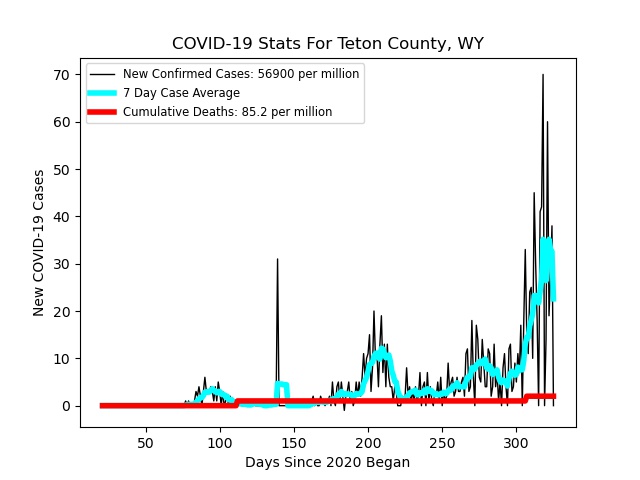 COVID-19 Stats For Teton County, WY
New Confirmed Cases: 56900 per million
7 Day Case Average
Cumulative Deaths: 85.2 per million
New COVID-19 Cases
70
60
50
40
30
20
10
0
50 100 150 200 250 300
Days Since 2020 Began